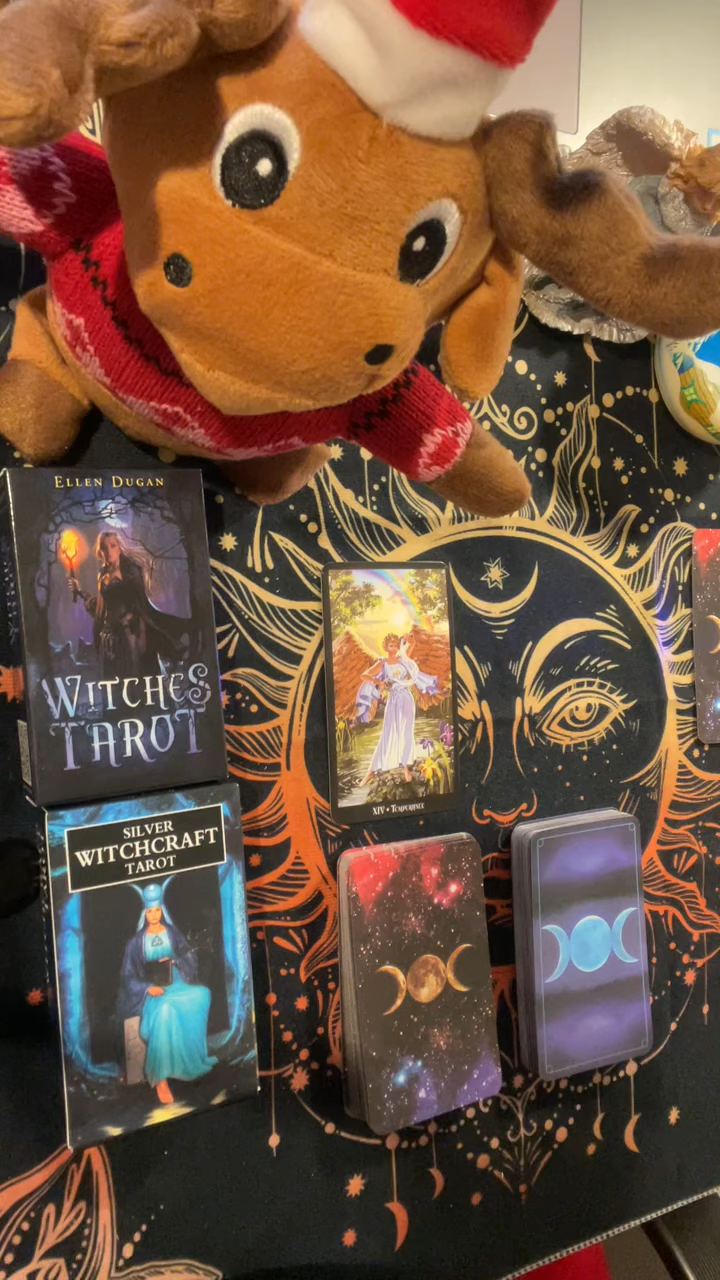 ELLEN DUGAN
WITCHES
TAROT
SILVER
WITCHCRAFT
TAROT
XIV • TEMPERANCE